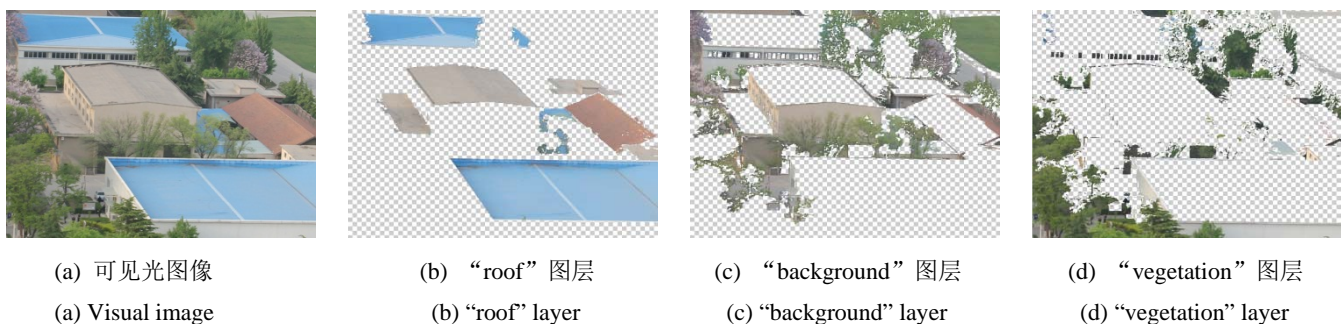 (a) 可见光图像
(b) “roof”图层
(c) “background”图层
(d) “vegetation”图层
(a) Visual image
(b) “roof” layer
(c) “background” layer
(d) “vegetation” layer